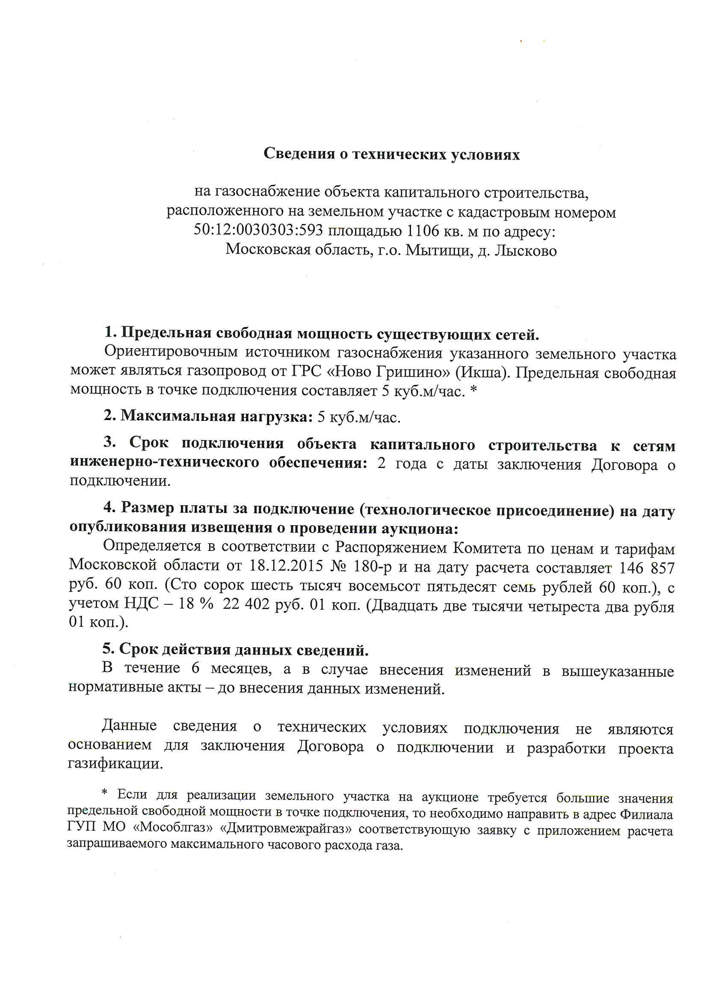 Сведения о технических условиях
на газоснабжение объекта капитального строительства,
расположенного на земельном участке с кадастровым номером
50:12:0030303:593 площадью 1106 кв. м по адресу:
Московская область, г.о. Мытищи, д. Лысково
1. Предельная свободная мощность существующих сетей.
Ориентировочным источником газоснабжения указанного земельного участка
может являться газопровод от ГРС «Ново Гришино» (Икша). Предельная свободная
мощность в точке подключения составляет 5 куб.м/час. *
2. Максимальная нагрузка: 5 куб.м/час.
3. Срок подключения объекта капитального строительства к сетям
инженерно-технического обеспечения: 2 года с даты заключения Договора о
подключении.
4. Размер платы за подключение (технологическое присоединение) на дату
опубликования извещения о проведении аукциона:
Определяется в соответствии с Распоряжением Комитета по ценам и тарифам
Московской области от 18.12.2015 № 180-р и на дату расчета составляет 146 857
руб. 60 коп. (Сто сорок шесть тысяч восемьсот пятьдесят семь рублей 60 коп.), с
учетом НДС – 18 % 22 402 руб. 01 коп. (Двадцать две тысячи четыреста два рубля
01 коп.).
5. Срок действия данных сведений.
В течение 6 месяцев, а в случае внесения изменений в вышеуказанные
нормативные акты – до внесения данных изменений.
Данные сведения о технических условиях подключения не являются
основанием для заключения Договора о подключении и разработки проекта
газификации.
* Если для реализации земельного участка на аукционе требуется большие значения
предельной свободной мощности в точке подключения, то необходимо направить в адрес Филиала
ГУП МО «Мособлгаз» «Дмитровмежрайгаз» соответствующую заявку с приложением расчета
запрашиваемого максимального часового расхода газа.